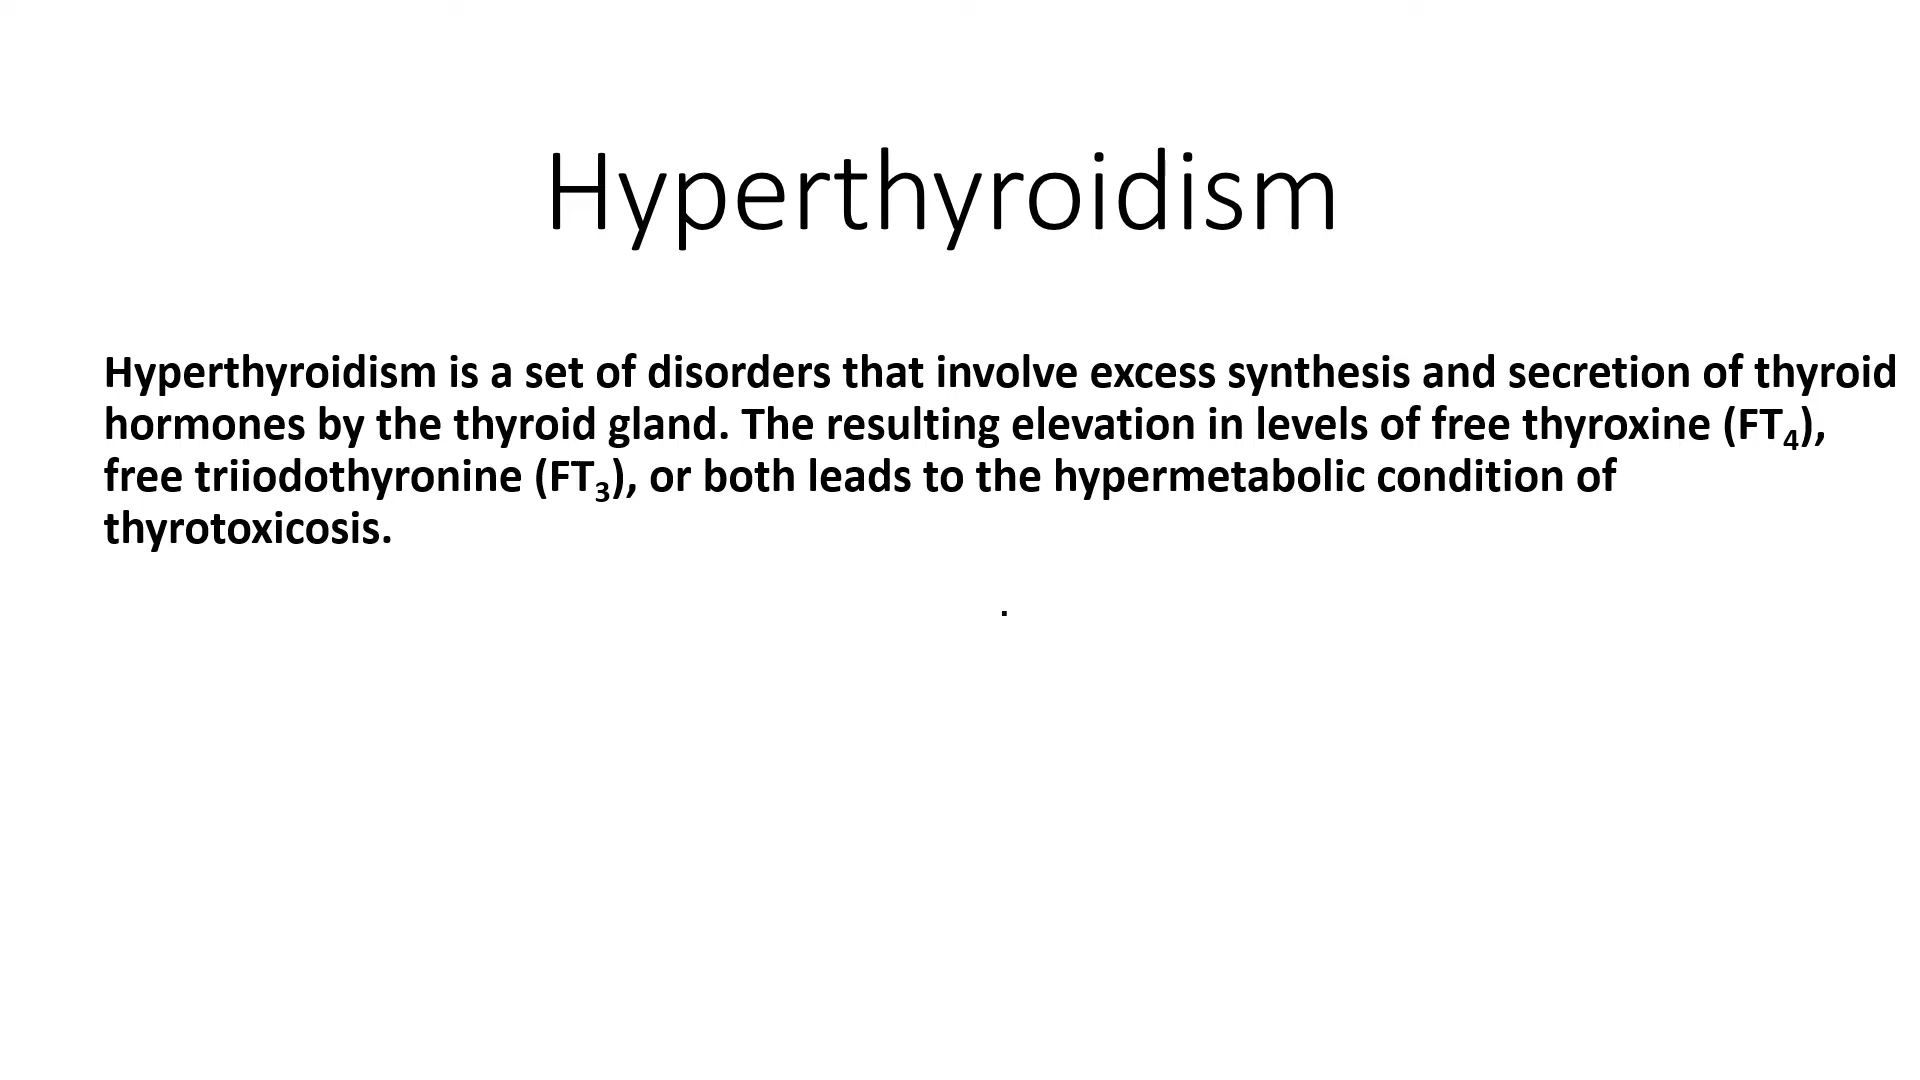 Hyperthyroidism
Hyperthyroidism is a set of disorders that involve excess synthesis and secretion of thyroid
hormones by the thyroid gland. The resulting elevation in levels of free thyroxine (FT₄),
free triiodothyronine (FT₃), or both leads to the hypermetabolic condition of
thyrotoxicosis.
.